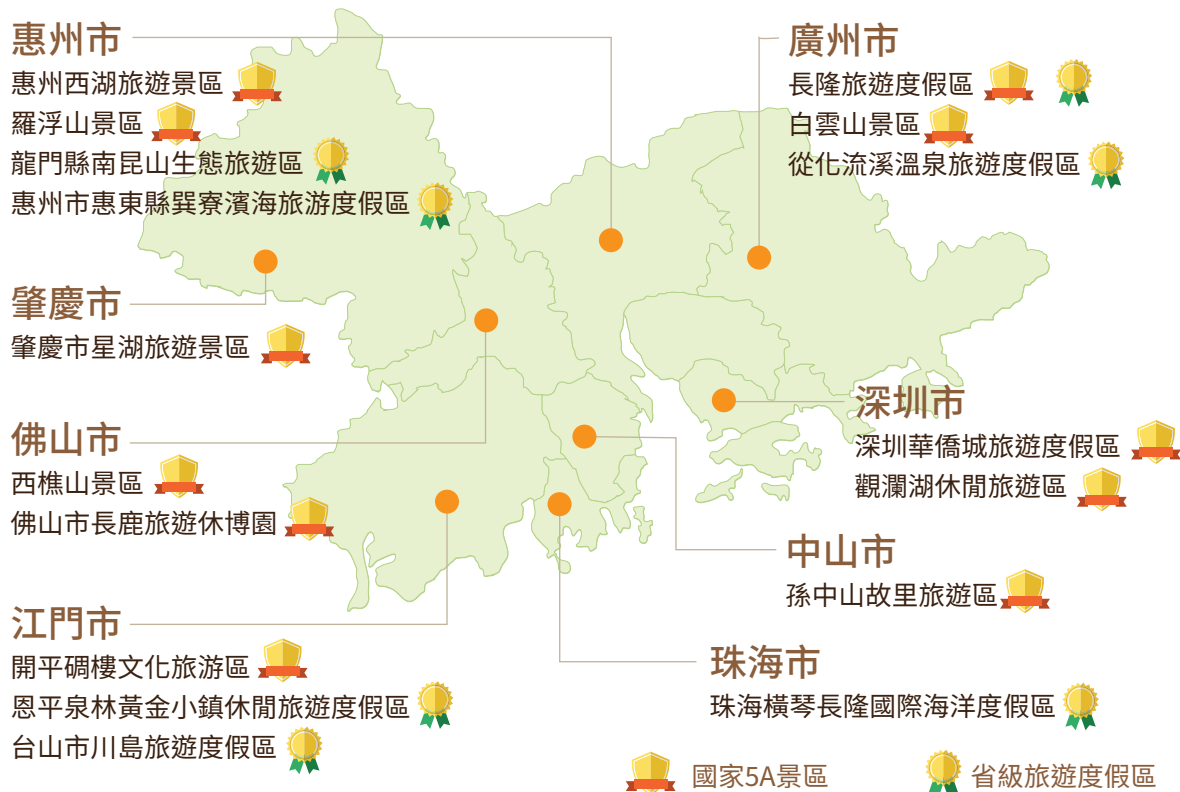 惠州市
惠州西湖旅遊景區
羅浮山景區
龍門縣南昆山生態旅遊區
惠州市惠東縣巽寮濱海旅游度假區
肇慶市
肇慶市星湖旅遊景區
佛山市
西樵山景區
佛山市長鹿旅遊休博園
江門市
開平碉樓文化旅游區
恩平泉林黃金小鎮休閒旅遊度假區
台山市川島旅遊度假區
廣州市
長隆旅遊度假區
白雲山景區
從化流溪溫泉旅遊度假區
深圳市
深圳華僑城旅遊度假區
觀瀾湖休閒旅遊區
中山市
孫中山故里旅遊區
珠海市
珠海橫琴長隆國際海洋度假區
國家5A景區
省級旅遊度假區